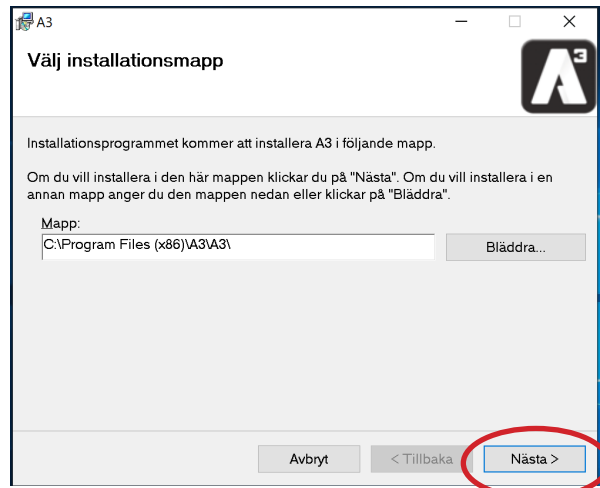 A3
Välj installationsmapp
A3
Installationsprogrammet kommer att installera A3 i följande mapp.
Om du vill installera i den här mappen klickar du på "Nästa". Om du vill installera i en
annan mapp anger du den mappen nedan eller klickar på "Bläddra".
Mapp:
C:\Program Files (x86)\A3\A3\
Bläddra...
Avbryt
< Tillbaka
Nästa >